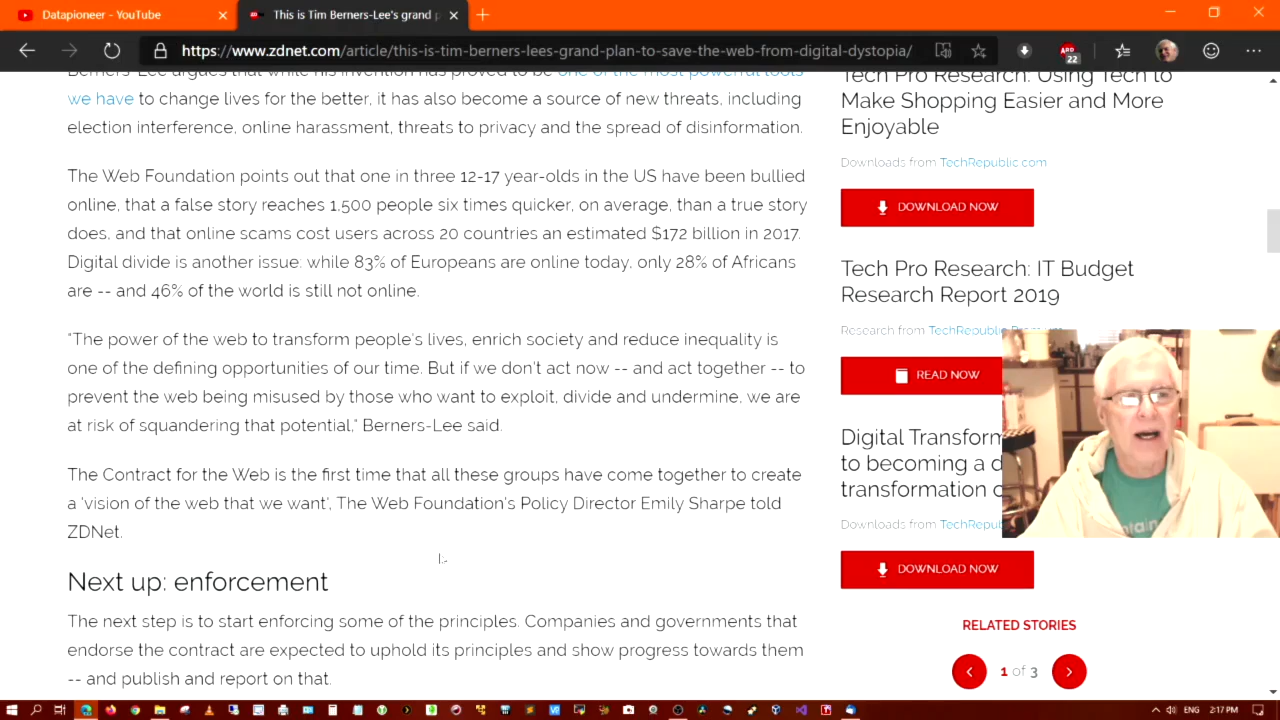 Datapioneer - YouTube
This is Tim Berners-Lee's grand p
https://www.zdnet.com/article/this-is-tim-berners-lees-grand-plan-to-save-the-web-from-digital-dystopia/
22
Berners-Lee argues that while his invention has proved to be one of the most powerful tools
we have to change lives for the better, it has also become a source of new threats, including
election interference, online harassment, threats to privacy and the spread of disinformation.
The Web Foundation points out that one in three 12-17 year-olds in the US have been bullied
online, that a false story reaches 1,500 people six times quicker, on average, than a true story
does, and that online scams cost users across 20 countries an estimated $172 billion in 2017.
Digital divide is another issue: while 83% of Europeans are online today, only 28% of Africans
are -- and 46% of the world is still not online.
"The power of the web to transform people's lives, enrich society and reduce inequality is
one of the defining opportunities of our time. But if we don't act now -- and act together -- to
prevent the web being misused by those who want to exploit, divide and undermine, we are
at risk of squandering that potential," Berners-Lee said.
The Contract for the Web is the first time that all these groups have come together to create
a 'vision of the web that we want', The Web Foundation's Policy Director Emily Sharpe told
ZDNet.
Next up: enforcement
The next step is to start enforcing some of the principles. Companies and governments that
endorse the contract are expected to uphold its principles and show progress towards them
-- and publish and report on that.
Tech Pro Research: Using Tech to
Make Shopping Easier and More
Enjoyable
Downloads from TechRepublic.com
DOWNLOAD NOW
Tech Pro Research: IT Budget
Research Report 2019
Research from TechRepublic Premium
READ NOW
Digital Transform
to becoming a d
transformation c
Downloads from TechRepub
DOWNLOAD NOW
RELATED STORIES
1 of 3
ENG 2:17 PM